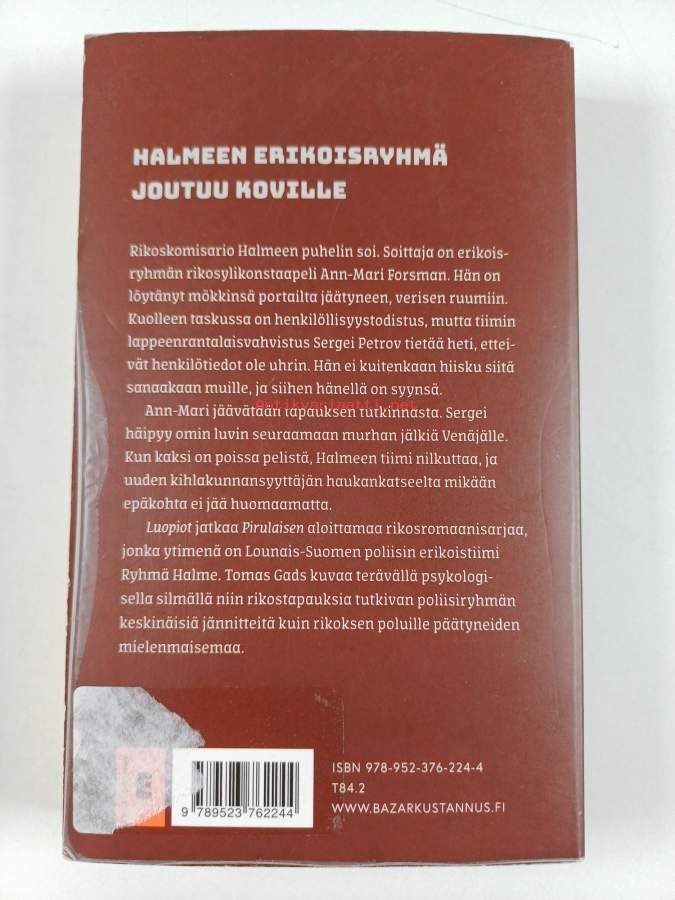 HALMEEN ERIKOISRYHMÄ
JOUTUU KOVILLE
Rikoskomisario Halmeen puhelin soi. Soittaja on erikois-
ryhmän rikosylikonstaapeli Ann-Mari Forsman. Hän on
löytänyt mökkinsä portailta jäätyneen, verisen ruumiin.
Kuolleen taskussa on henkilöllisyystodistus, mutta tiimin
lappeenrantalaisvahvistus Sergei Petrov tietää heti, ettei-
vät henkilötiedot ole uhrin. Hän ei kuitenkaan hiisku siitä
sanaakaan muille, ja siihen hänellä on syynsä.
Antikvariaatti.net
Ann-Mari jäävätään tapauksen tutkinnasta. Sergei
häipyy omin luvin seuraamaan murhan jälkiä Venäjälle.
Kun kaksi on poissa pelistä, Halmeen tiimi nilkuttaa, ja
uuden kihlakunnansyyttäjän haukankatseelta mikään
epäkohta ei jää huomaamatta.
Luopiot jatkaa Pirulaisen aloittamaa rikosromaanisarjaa,
jonka ytimenä on Lounais-Suomen poliisin erikoistiimi
Ryhmä Halme. Tomas Gads kuvaa terävällä psykologi-
sella silmällä niin rikostapauksia tutkivan poliisiryhmän
keskinäisiä jännitteitä kuin rikoksen poluille päätyneiden
mielenmaisemaa.
ISBN 978-952-376-224-4
T84.2
WWW.BAZARKUSTANNUS.FI
9 789523 762244